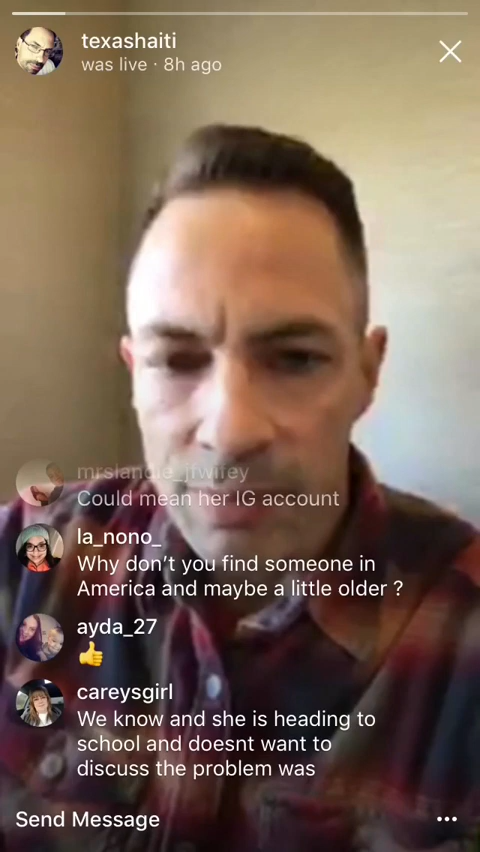 texashaiti
was live · 8h ago
mrslandie_jfwifey
Could mean her IG account
la_nono_
Why don't you find someone in
America and maybe a little older ?
ayda_27
👍
careysgirl
We know and she is heading to
school and doesnt want to
discuss the problem was
Send Message